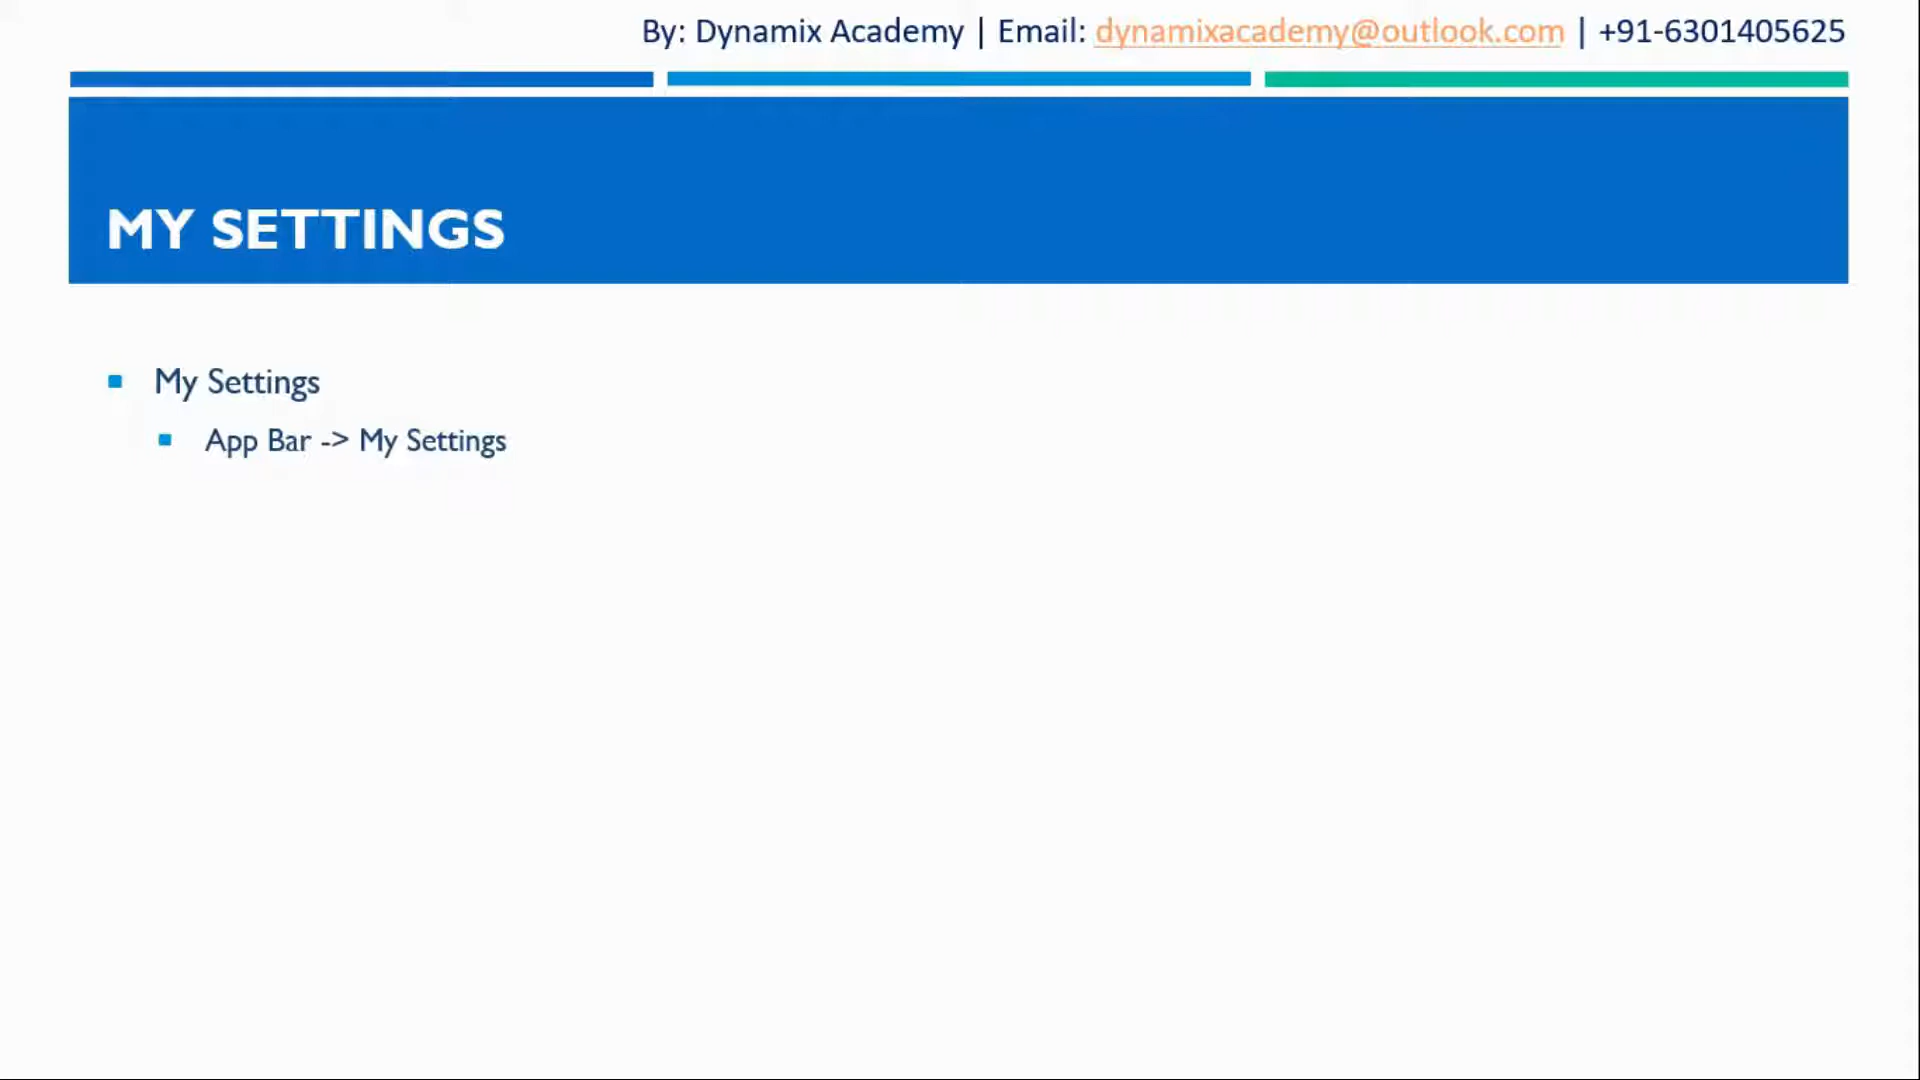 By: Dynamix Academy | Email: dynamixacademy@outlook.com | +91-6301405625
MY SETTINGS
My Settings
App Bar -> My Settings